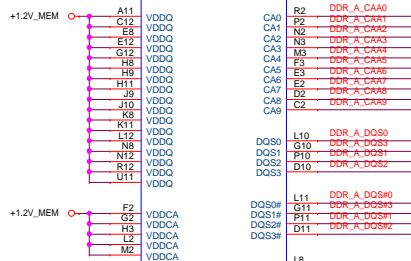 +1.2V_MEM A11 VDDQ
C12 VDDQ
E8 VDDQ
E12 VDDQ
G12 VDDQ
H8 VDDQ
H9 VDDQ
H11 VDDQ
J9 VDDQ
J10 VDDQ
K8 VDDQ
K11 VDDQ
L12 VDDQ
N8 VDDQ
N12 VDDQ
R12 VDDQ
U11 VDDQ
+1.2V_MEM F2 VDDCA
G2 VDDCA
H3 VDDCA
L2 VDDCA
M2 VDDCA
CA0 R2 DDR_A_CAA0
CA1 P2 DDR_A_CAA1
CA2 N2 DDR_A_CAA2
CA3 N3 DDR_A_CAA3
CA4 M3 DDR_A_CAA4
CA5 F3 DDR_A_CAA5
CA6 E3 DDR_A_CAA6
CA7 E2 DDR_A_CAA7
CA8 D2 DDR_A_CAA8
CA9 C2 DDR_A_CAA9
DQS0 L10 DDR_A_DQS0
DQS1 G10 DDR_A_DQS3
DQS2 P10 DDR_A_DQS1
DQS3 D10 DDR_A_DQS2
DQS0# L11 DDR_A_DQS#0
DQS1# G11 DDR_A_DQS#3
DQS2# P11 DDR_A_DQS#1
DQS3# D11 DDR_A_DQS#2
L8